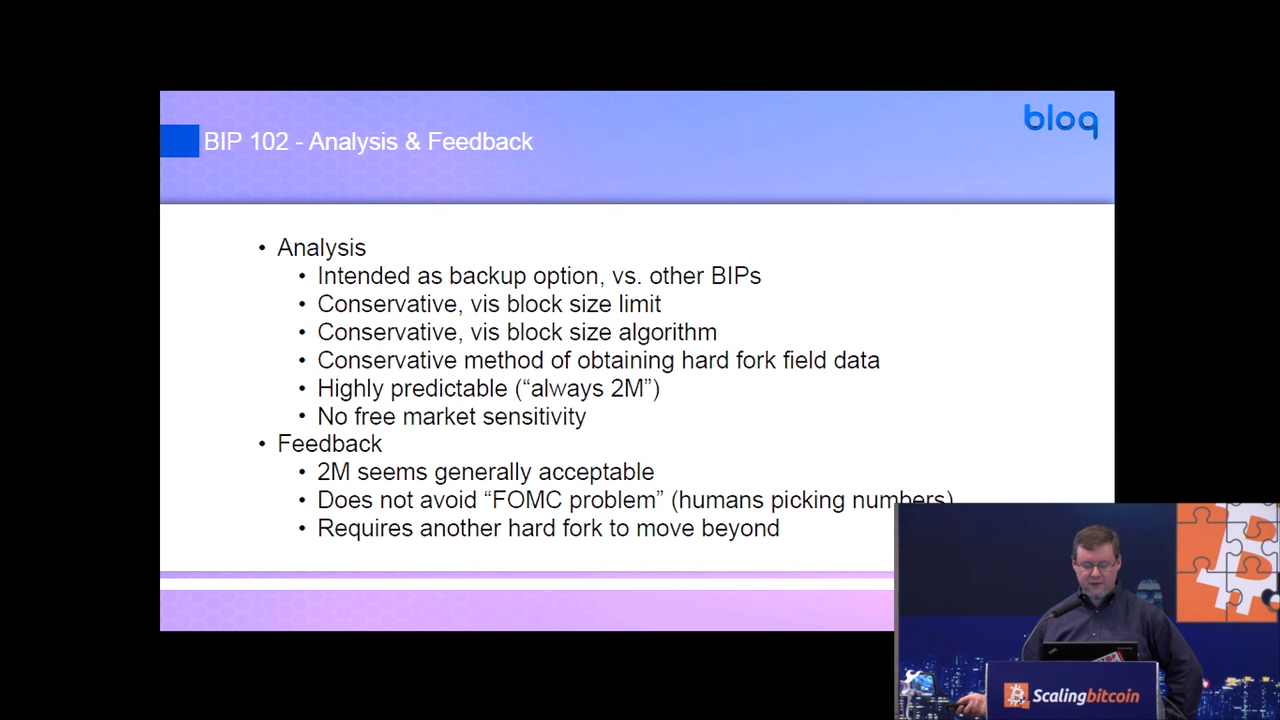 bloq
BIP 102 - Analysis & Feedback
• Analysis
• Intended as backup option, vs. other BIPs
• Conservative, vis block size limit
• Conservative, vis block size algorithm
• Conservative method of obtaining hard fork field data
• Highly predictable (“always 2M”)
• No free market sensitivity
• Feedback
• 2M seems generally acceptable
• Does not avoid “FOMC problem” (humans picking numbers)
• Requires another hard fork to move beyond
Scalingbitcoin